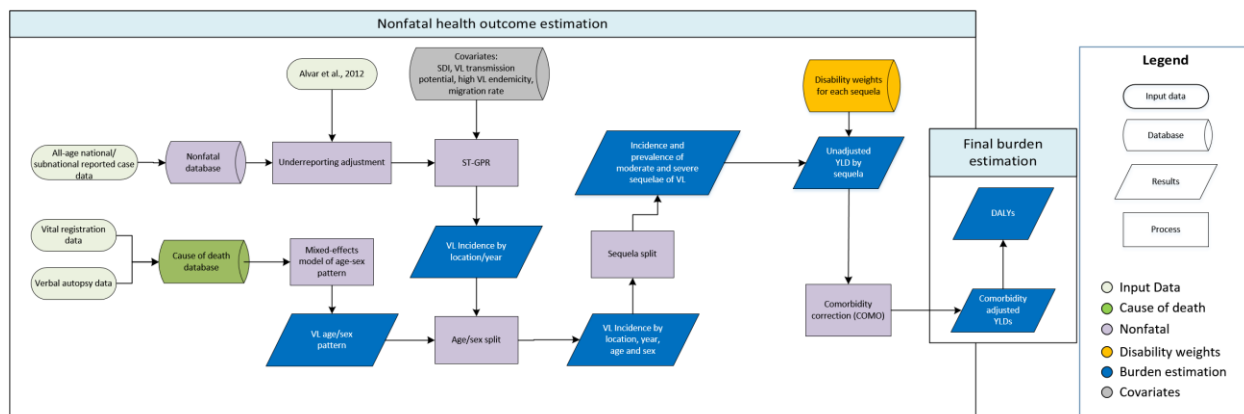 Nonfatal health outcome estimation
Alvar et al., 2012
Covariates:
SDI, VL transmission
potential, high VL endemicity,
migration rate
Disability weights
for each sequela
All-age national/
subnational reported case
data
Nonfatal
database
Underreporting adjustment
ST-GPR
Incidence and
prevalence of
moderate and severe
sequelae of VL
Unadjusted
YLD by
sequela
Vital registration
data
Verbal autopsy data
Cause of death
database
Mixed-effects
model of age-sex
pattern
VL Incidence by
location/year
Sequela split
VL age/sex
pattern
Age/sex split
VL Incidence by
location, year,
age and sex
Comorbidity
correction (COMO)
Final burden
estimation
DALYs
Comorbidity
adjusted
YLDs
Legend
Input data
Database
Results
Process
Input Data
Cause of death
Nonfatal
Disability weights
Burden estimation
Covariates